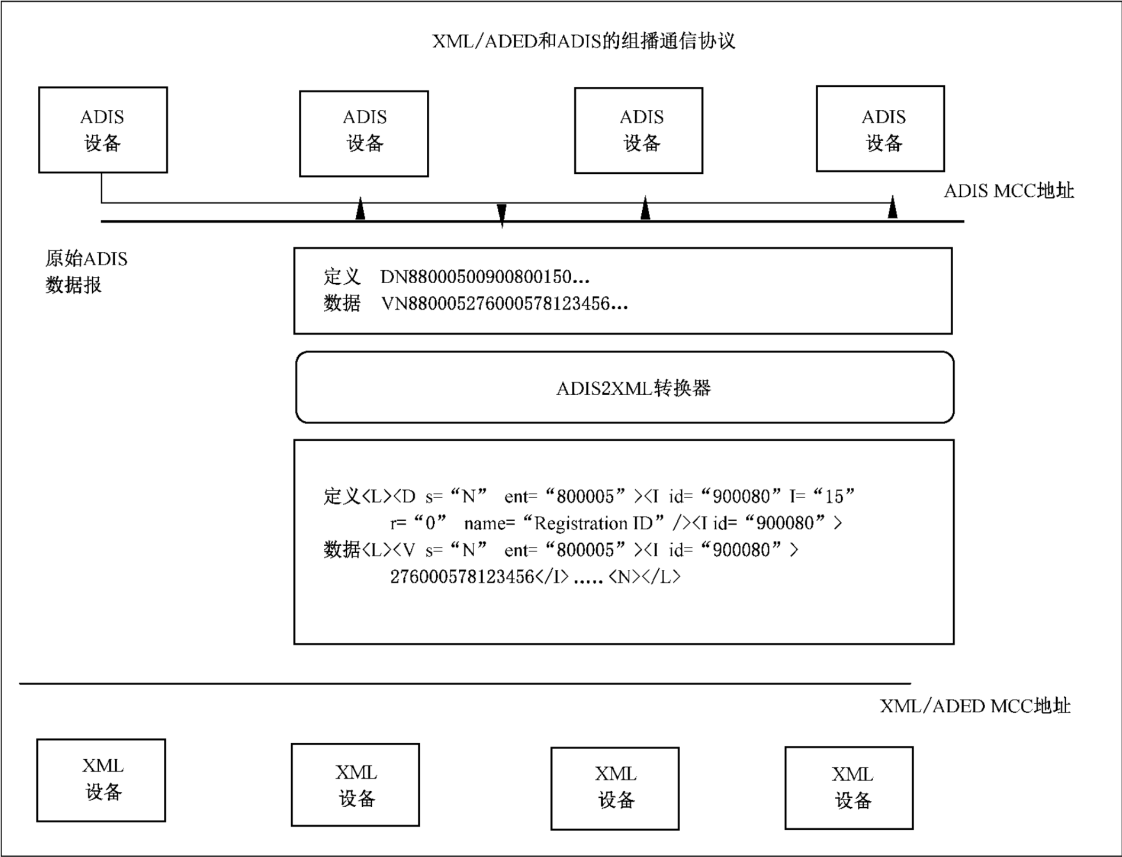 XML/ADED和ADIS的组播通信协议
ADIS
设备
ADIS
设备
ADIS
设备
ADIS
设备
ADIS MCC地址
原始ADIS
数据报
定义 DN88000500900800150...
数据 VN880005276000578123456...
ADIS2XML转换器
定义<L><D s=“N” ent=“800005”><I id=“900080” I=“15”
r=“0” name=“Registration ID” /><I id=“900080”>
数据<L><V s=“N” ent=“800005”><I id=“900080”>
276000578123456</I>.....<N></L>
XML/ADED MCC地址
XML
设备
XML
设备
XML
设备
XML
设备